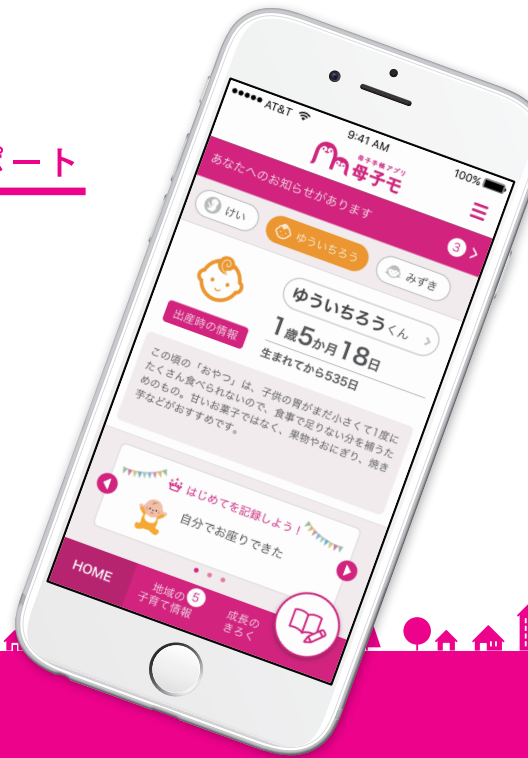 ポート
AT&T
9:41 AM
100%
母子手帳アプリ
母子モ
あなたへのお知らせがあります
3
けい
ゆういちろう
みずき
ゆういちろうくん
出産時の情報
1歳5か月18日
生まれてから535日
この頃の「おやつ」は、子供の胃がまだ小さくて1度に
たくさん食べられないので、食事で足りない分を補うた
めのもの。甘いお菓子ではなく、果物やおにぎり、焼き
芋などがおすすめです。
はじめてを記録しよう！
自分でお座りできた
HOME
地域の
子育て情報
5
成長の
きろく